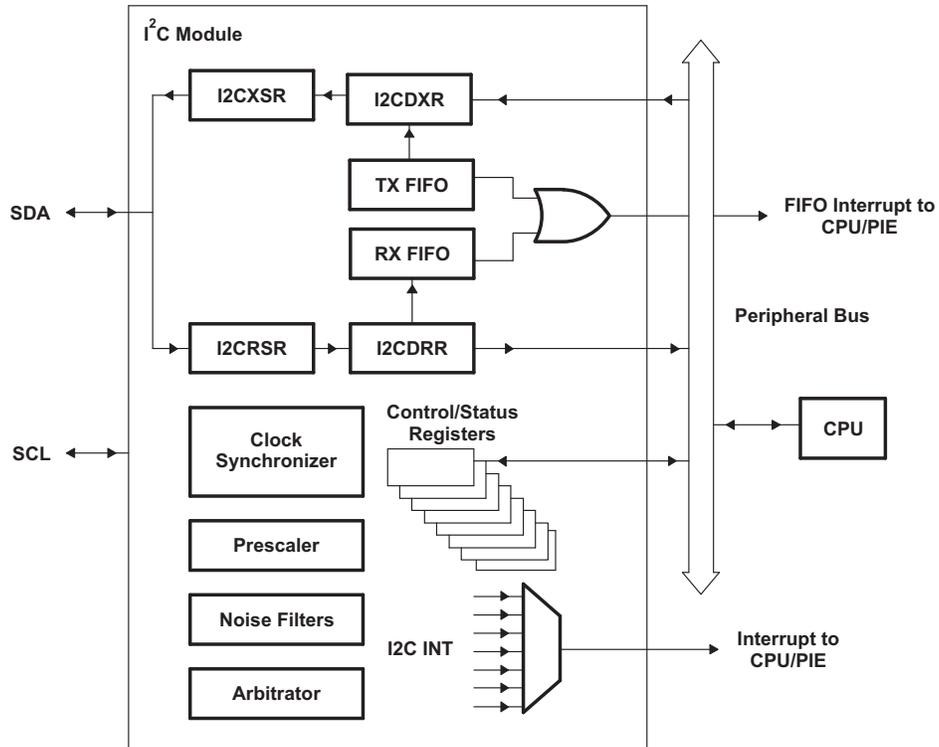 I2C Module
I2CXSR
I2CDXR
TX FIFO
SDA
FIFO Interrupt to
CPU/PIE
RX FIFO
Peripheral Bus
I2CRSR
I2CDRR
Control/Status
Registers
Clock
Synchronizer
CPU
SCL
Prescaler
Noise Filters
I2C INT
Interrupt to
CPU/PIE
Arbitrator